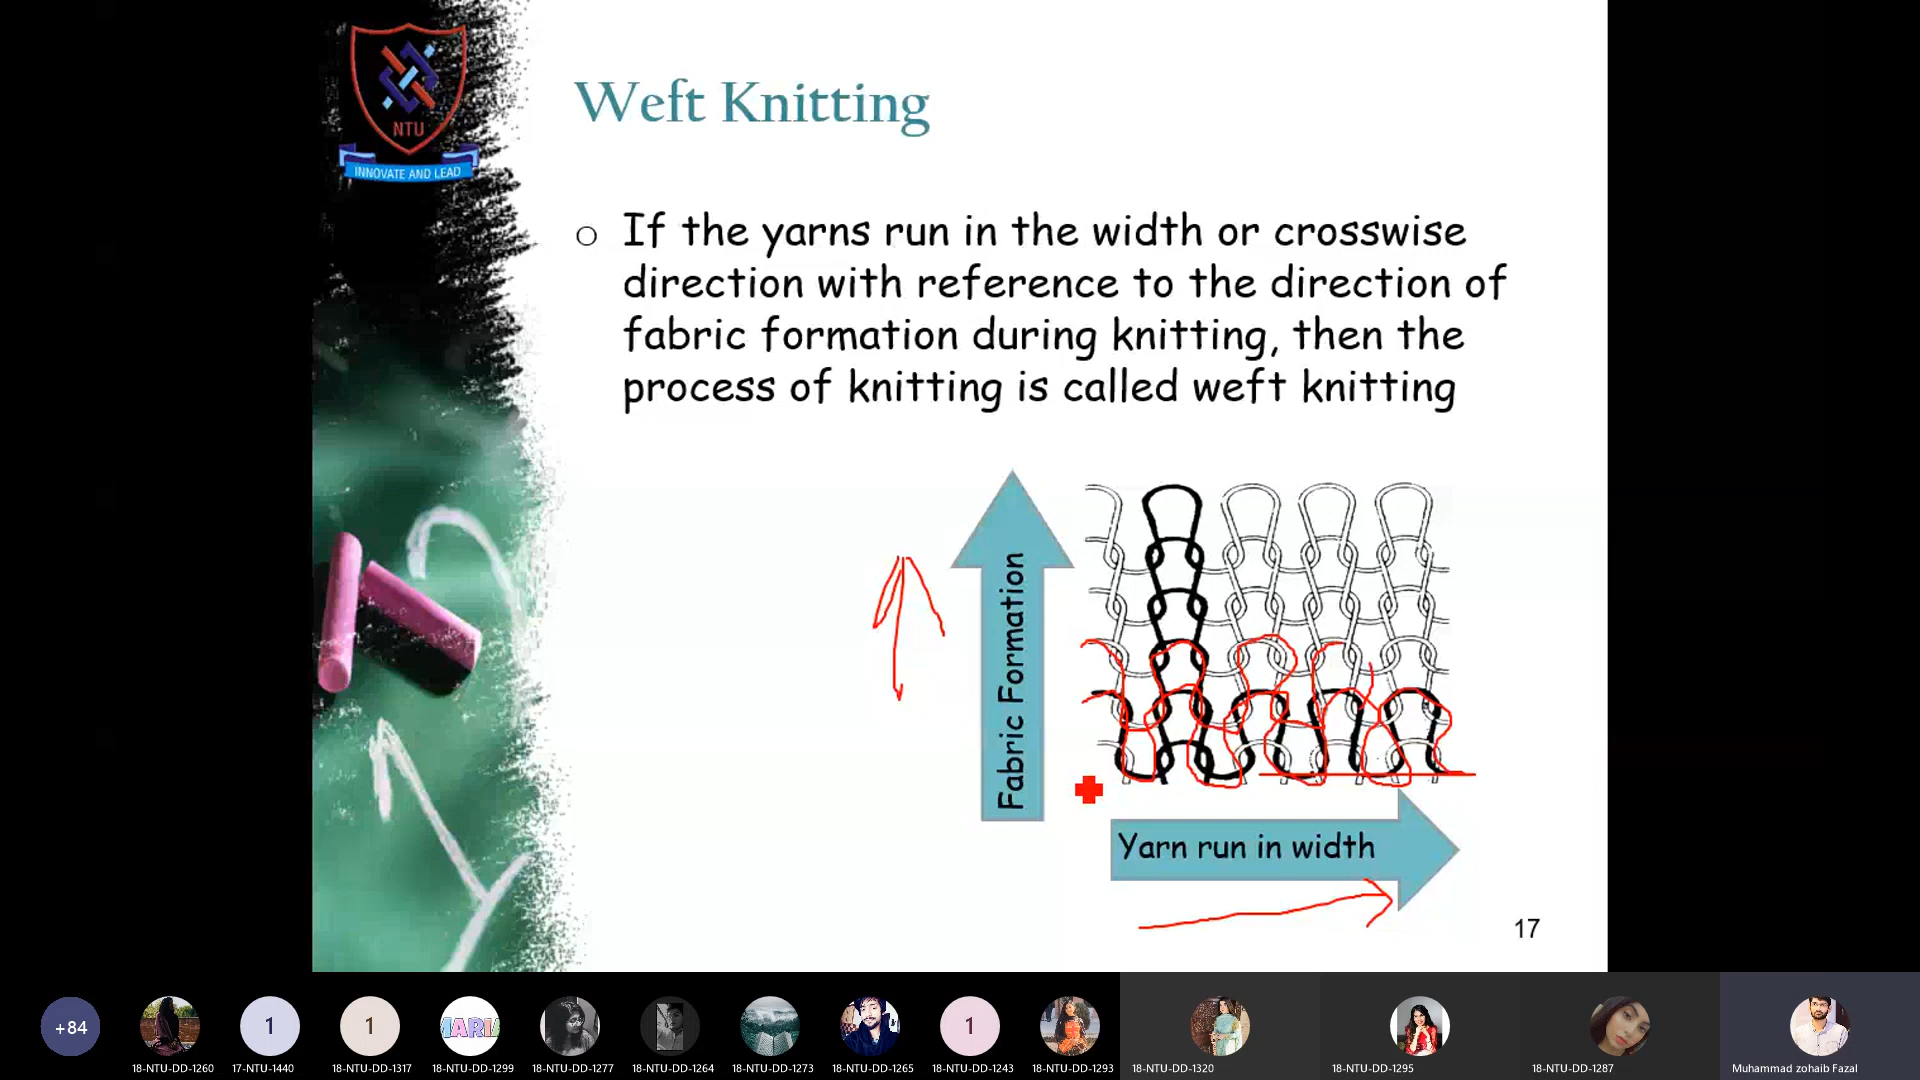 NTU
INNOVATE AND LEAD
Weft Knitting
o If the yarns run in the width or crosswise
direction with reference to the direction of
fabric formation during knitting, then the
process of knitting is called weft knitting
Fabric Formation
Yarn run in width
17
+84
1
1
MARIA
1
18-NTU-DD-1260
17-NTU-1440
18-NTU-DD-1317
18-NTU-DD-1299
18-NTU-DD-1277
18-NTU-DD-1264
18-NTU-DD-1273
18-NTU-DD-1265
18-NTU-DD-1243
18-NTU-DD-1293
18-NTU-DD-1320
18-NTU-DD-1295
18-NTU-DD-1287
Muhammad zohaib Fazal